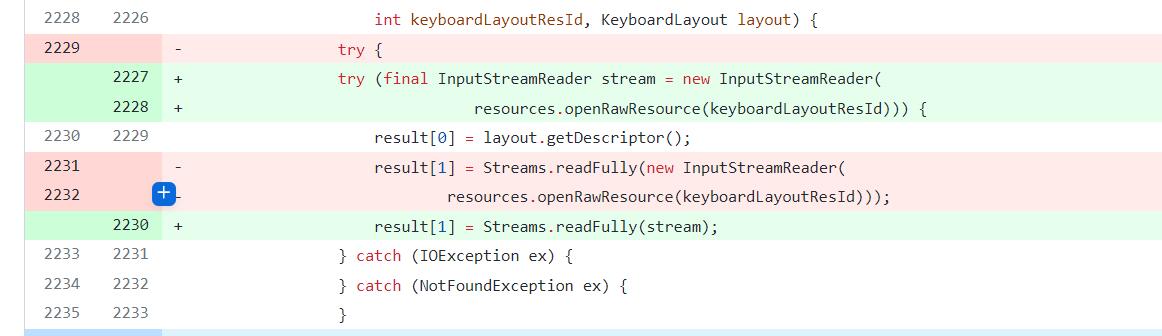 2228 2226 int keyboardLayoutResId, KeyboardLayout layout) {
2229 - try {
2227 + try (final InputStreamReader stream = new InputStreamReader(
2228 + resources.openRawResource(keyboardLayoutResId))) {
2230 2229 result[0] = layout.getDescriptor();
2231 - result[1] = Streams.readFully(new InputStreamReader(
2232 - resources.openRawResource(keyboardLayoutResId)));
2230 + result[1] = Streams.readFully(stream);
2233 2231 } catch (IOException ex) {
2234 2232 } catch (NotFoundException ex) {
2235 2233 }